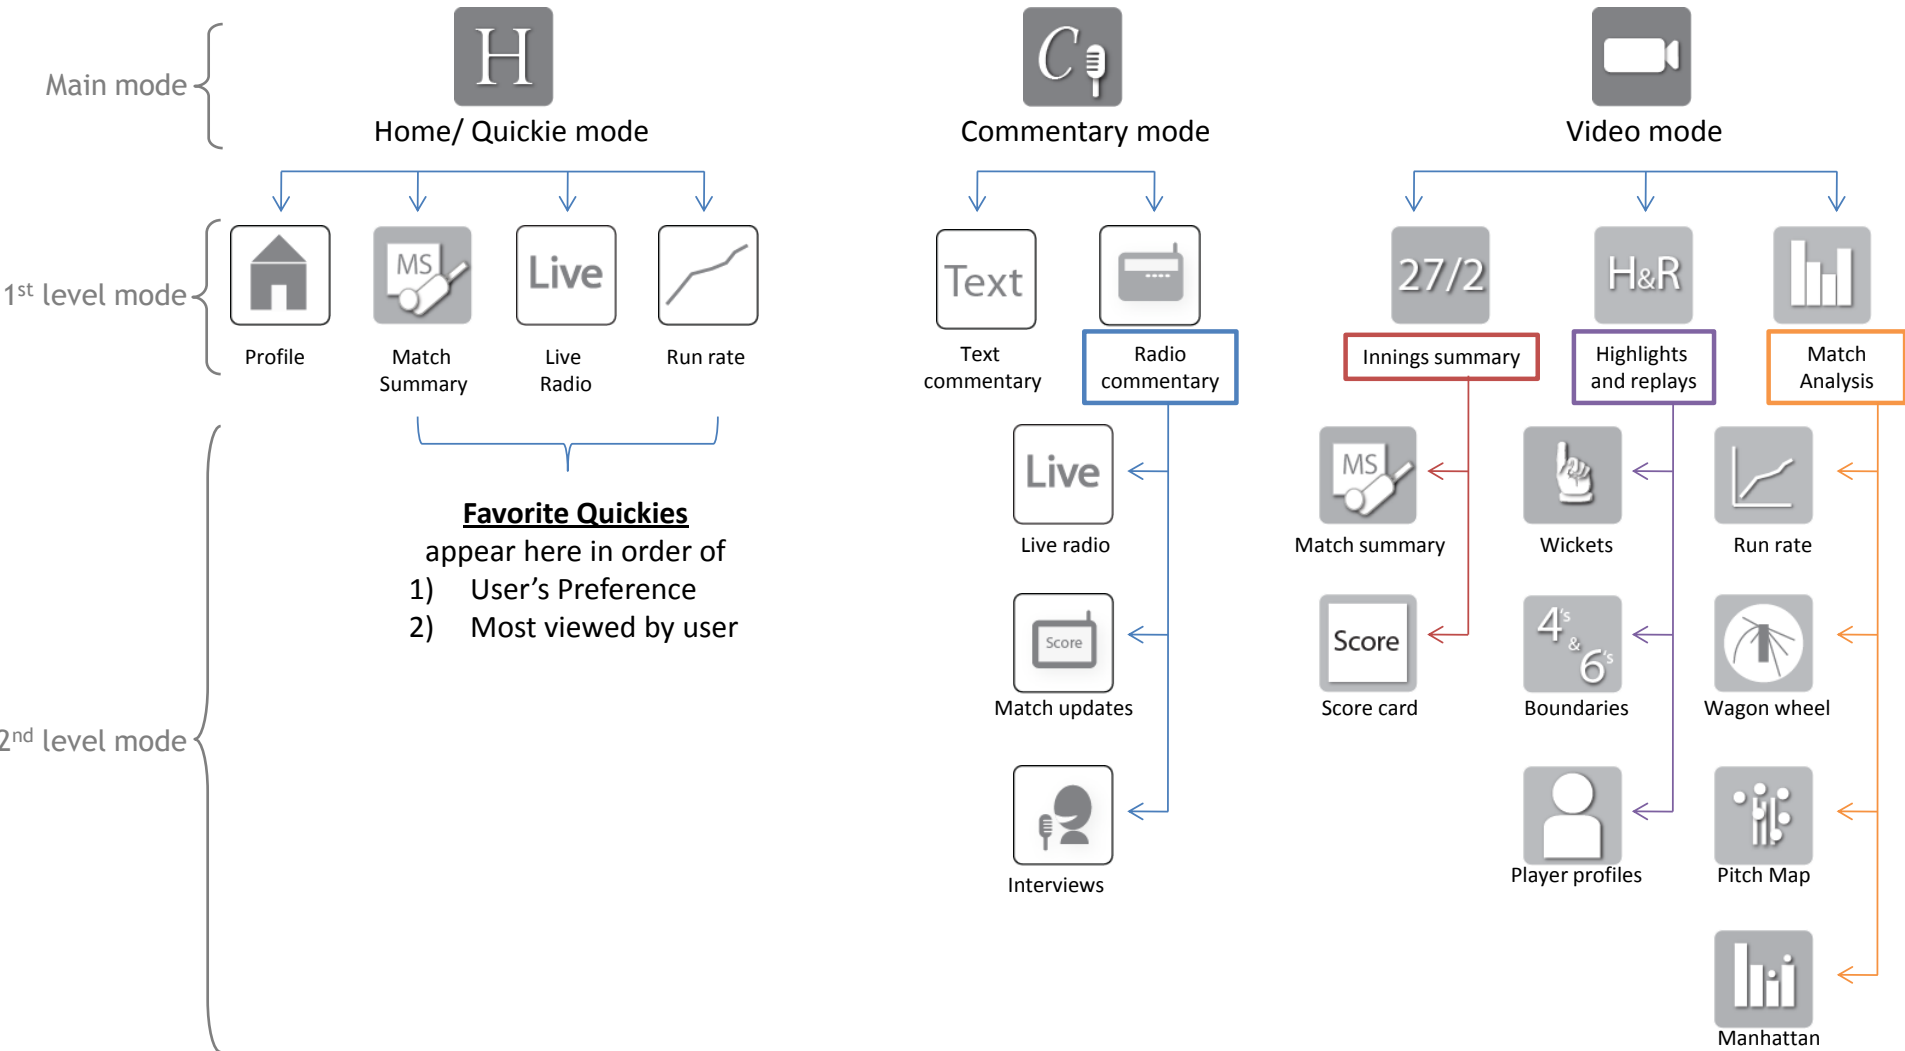 Main mode
H
C
Home/ Quickie mode
Commentary mode
Video mode
1st level mode
MS
Live
Text
27/2
H&R
Profile
Match
Summary
Live
Radio
Run rate
Text
commentary
Radio
commentary
Innings summary
Highlights
and replays
Match
Analysis
2nd level mode
Favorite Quickies
appear here in order of
1) User's Preference
2) Most viewed by user
Live
Live radio
Score
Match updates
Interviews
MS
Match summary
Score
Score card
Wickets
4's
&
6's
Boundaries
Player profiles
Run rate
Wagon wheel
Pitch Map
Manhattan